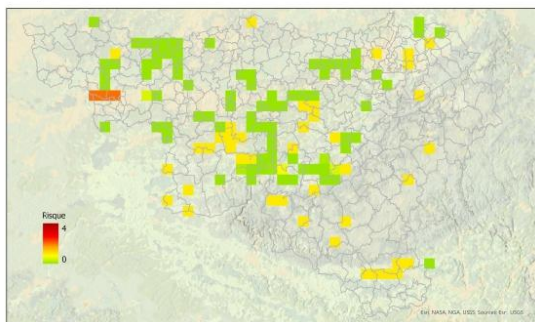 Risque
4
0
Esri, NASA, NGA, USGS, Sources: Esri, USGS